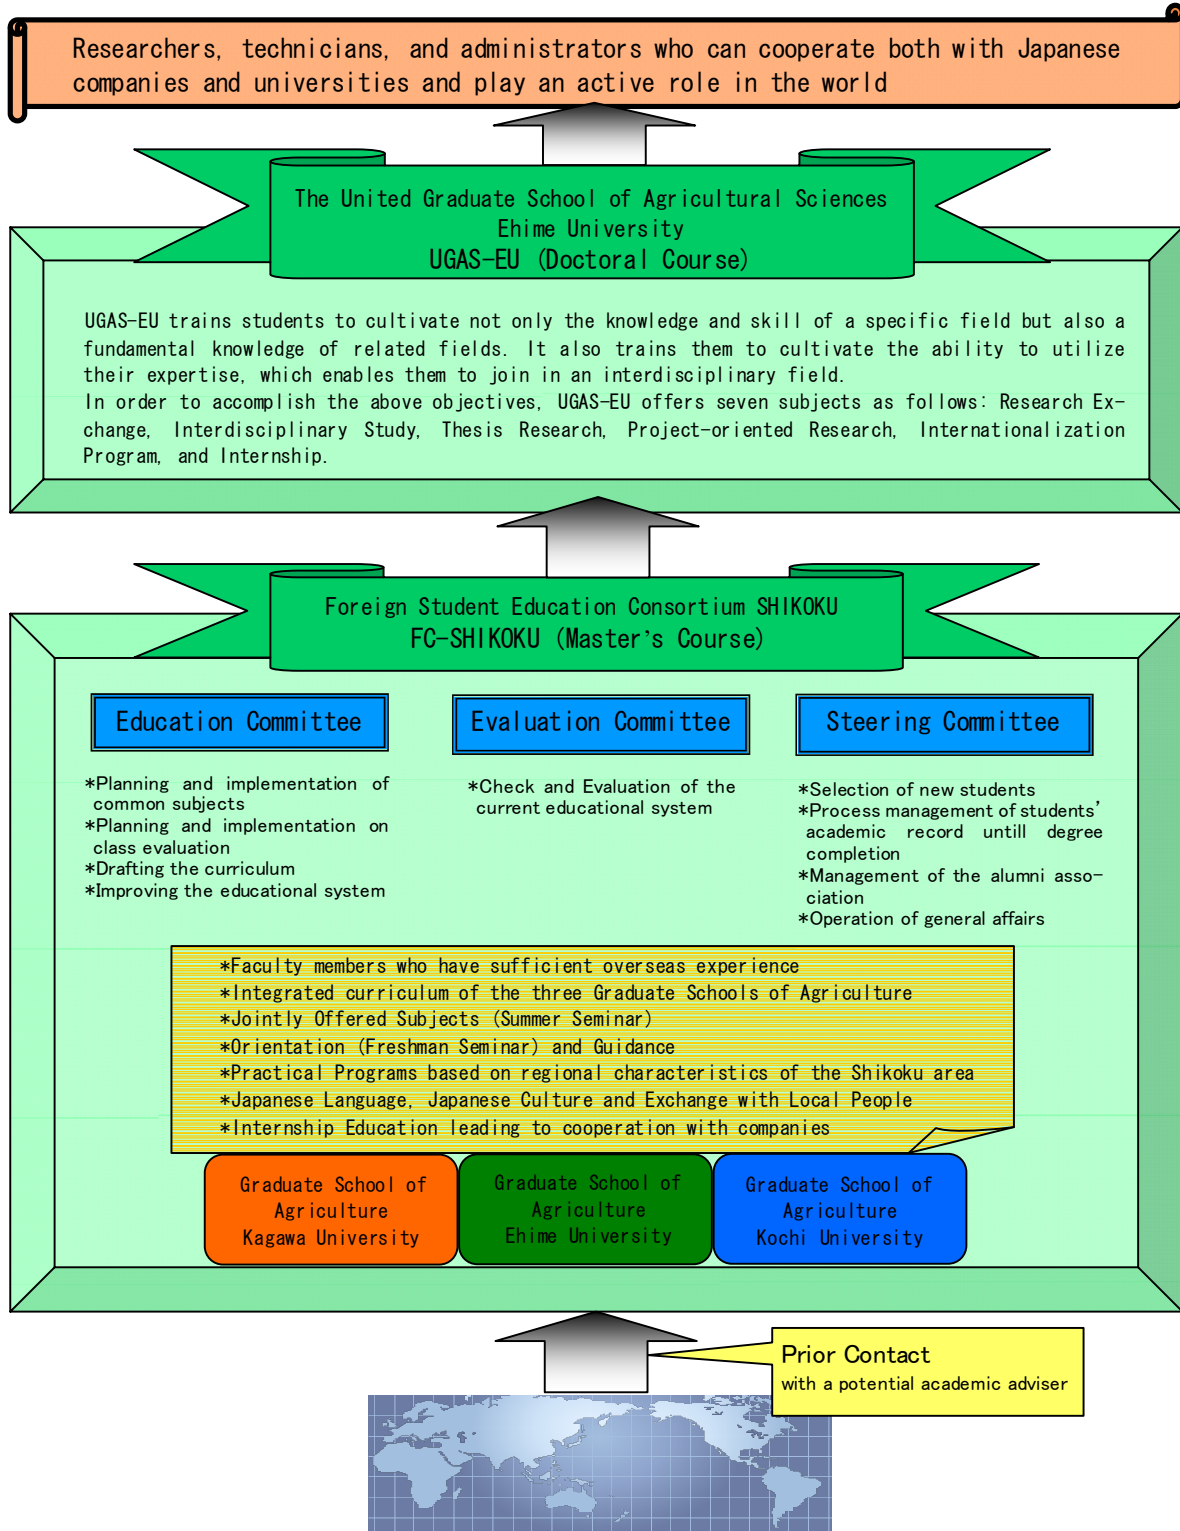 Researchers, technicians, and administrators who can cooperate both with Japanese
companies and universities and play an active role in the world
The United Graduate School of Agricultural Sciences
Ehime University
UGAS-EU (Doctoral Course)
UGAS-EU trains students to cultivate not only the knowledge and skill of a specific field but also a
fundamental knowledge of related fields. It also trains them to cultivate the ability to utilize
their expertise, which enables them to join in an interdisciplinary field.
In order to accomplish the above objectives, UGAS-EU offers seven subjects as follows: Research Ex-
change, Interdisciplinary Study, Thesis Research, Project-oriented Research, Internationalization
Program, and Internship.
Foreign Student Education Consortium SHIKOKU
FC-SHIKOKU (Master's Course)
Education Committee
*Planning and implementation of
common subjects
*Planning and implementation on
class evaluation
*Drafting the curriculum
*Improving the educational system
Evaluation Committee
*Check and Evaluation of the
current educational system
Steering Committee
*Selection of new students
*Process management of students'
academic record untill degree
completion
*Management of the alumni asso-
ciation
*Operation of general affairs
*Faculty members who have sufficient overseas experience
*Integrated curriculum of the three Graduate Schools of Agriculture
*Jointly Offered Subjects (Summer Seminar)
*Orientation (Freshman Seminar) and Guidance
*Practical Programs based on regional characteristics of the Shikoku area
*Japanese Language, Japanese Culture and Exchange with Local People
*Internship Education leading to cooperation with companies
Graduate School of
Agriculture
Kagawa University
Graduate School of
Agriculture
Ehime University
Graduate School of
Agriculture
Kochi University
Prior Contact
with a potential academic adviser